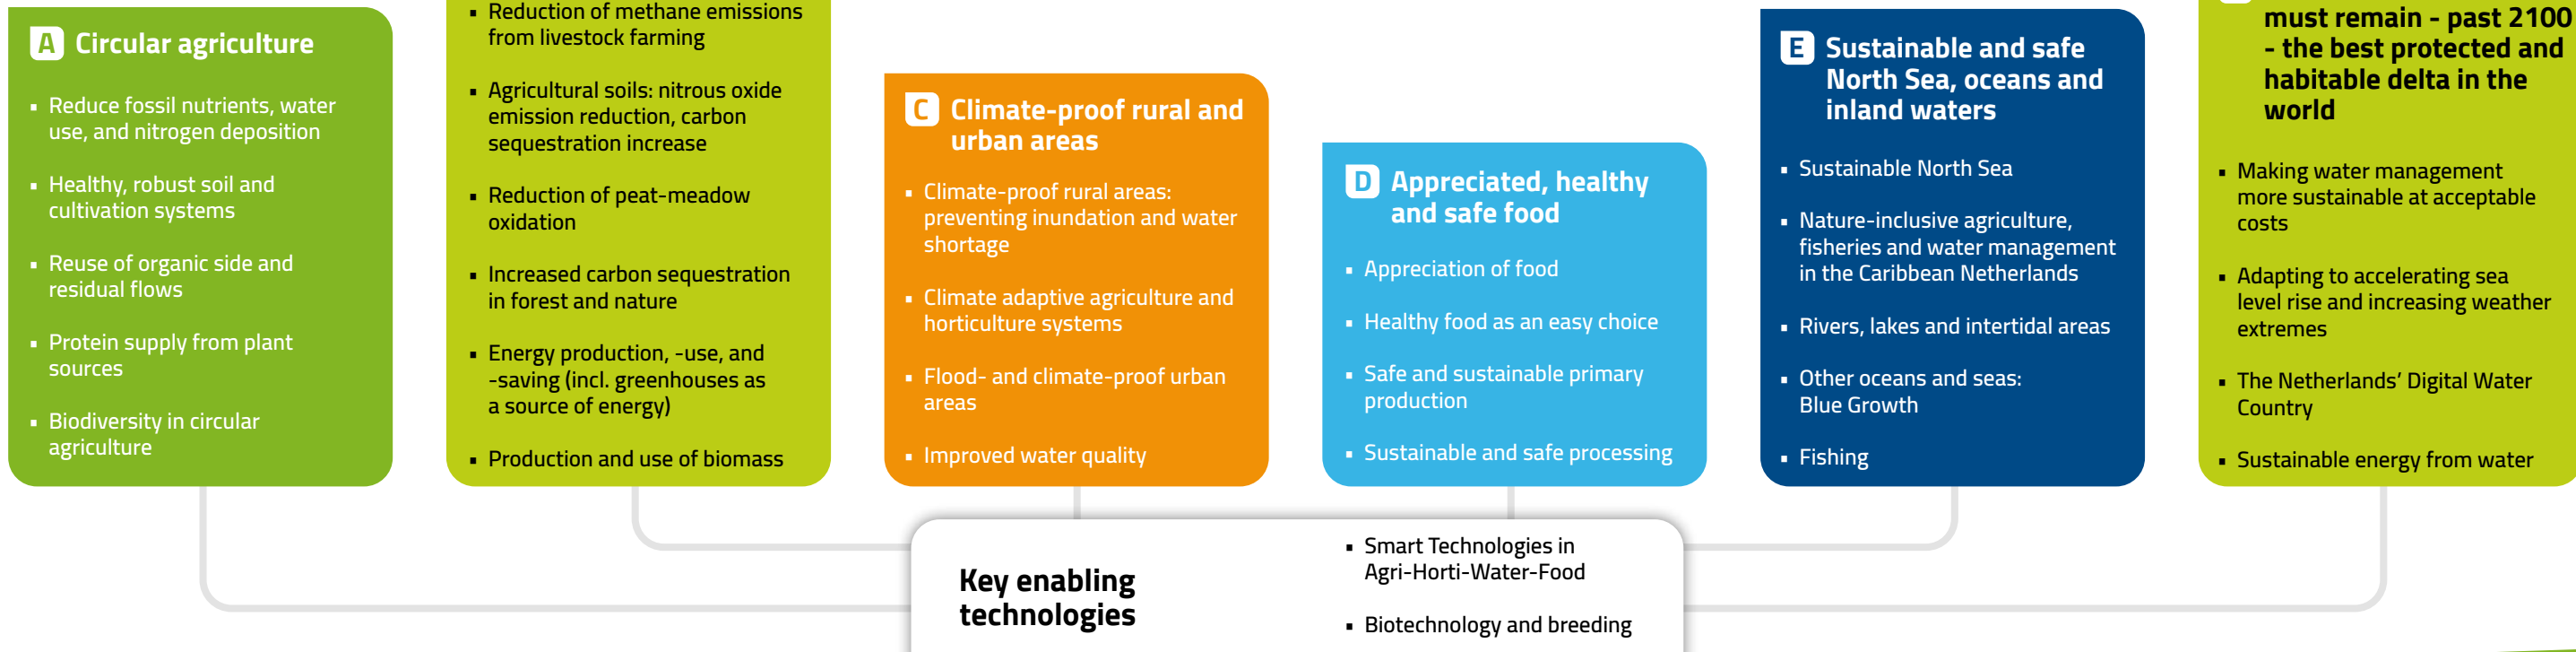 A Circular agriculture
▪ Reduce fossil nutrients, water
use, and nitrogen deposition
▪ Healthy, robust soil and
cultivation systems
▪ Reuse of organic side and
residual flows
▪ Protein supply from plant
sources
▪ Biodiversity in circular
agriculture
▪ Reduction of methane emissions
from livestock farming
▪ Agricultural soils: nitrous oxide
emission reduction, carbon
sequestration increase
▪ Reduction of peat-meadow
oxidation
▪ Increased carbon sequestration
in forest and nature
▪ Energy production, -use, and
-saving (incl. greenhouses as
a source of energy)
▪ Production and use of biomass
C Climate-proof rural and
urban areas
▪ Climate-proof rural areas:
preventing inundation and water
shortage
▪ Climate adaptive agriculture and
horticulture systems
▪ Flood- and climate-proof urban
areas
▪ Improved water quality
D Appreciated, healthy
and safe food
▪ Appreciation of food
▪ Healthy food as an easy choice
▪ Safe and sustainable primary
production
▪ Sustainable and safe processing
E Sustainable and safe
North Sea, oceans and
inland waters
▪ Sustainable North Sea
▪ Nature-inclusive agriculture,
fisheries and water management
in the Caribbean Netherlands
▪ Rivers, lakes and intertidal areas
▪ Other oceans and seas:
Blue Growth
▪ Fishing
must remain - past 2100
- the best protected and
habitable delta in the
world
▪ Making water management
more sustainable at acceptable
costs
▪ Adapting to accelerating sea
level rise and increasing weather
extremes
▪ The Netherlands’ Digital Water
Country
▪ Sustainable energy from water
Key enabling
technologies
▪ Smart Technologies in
Agri-Horti-Water-Food
▪ Biotechnology and breeding